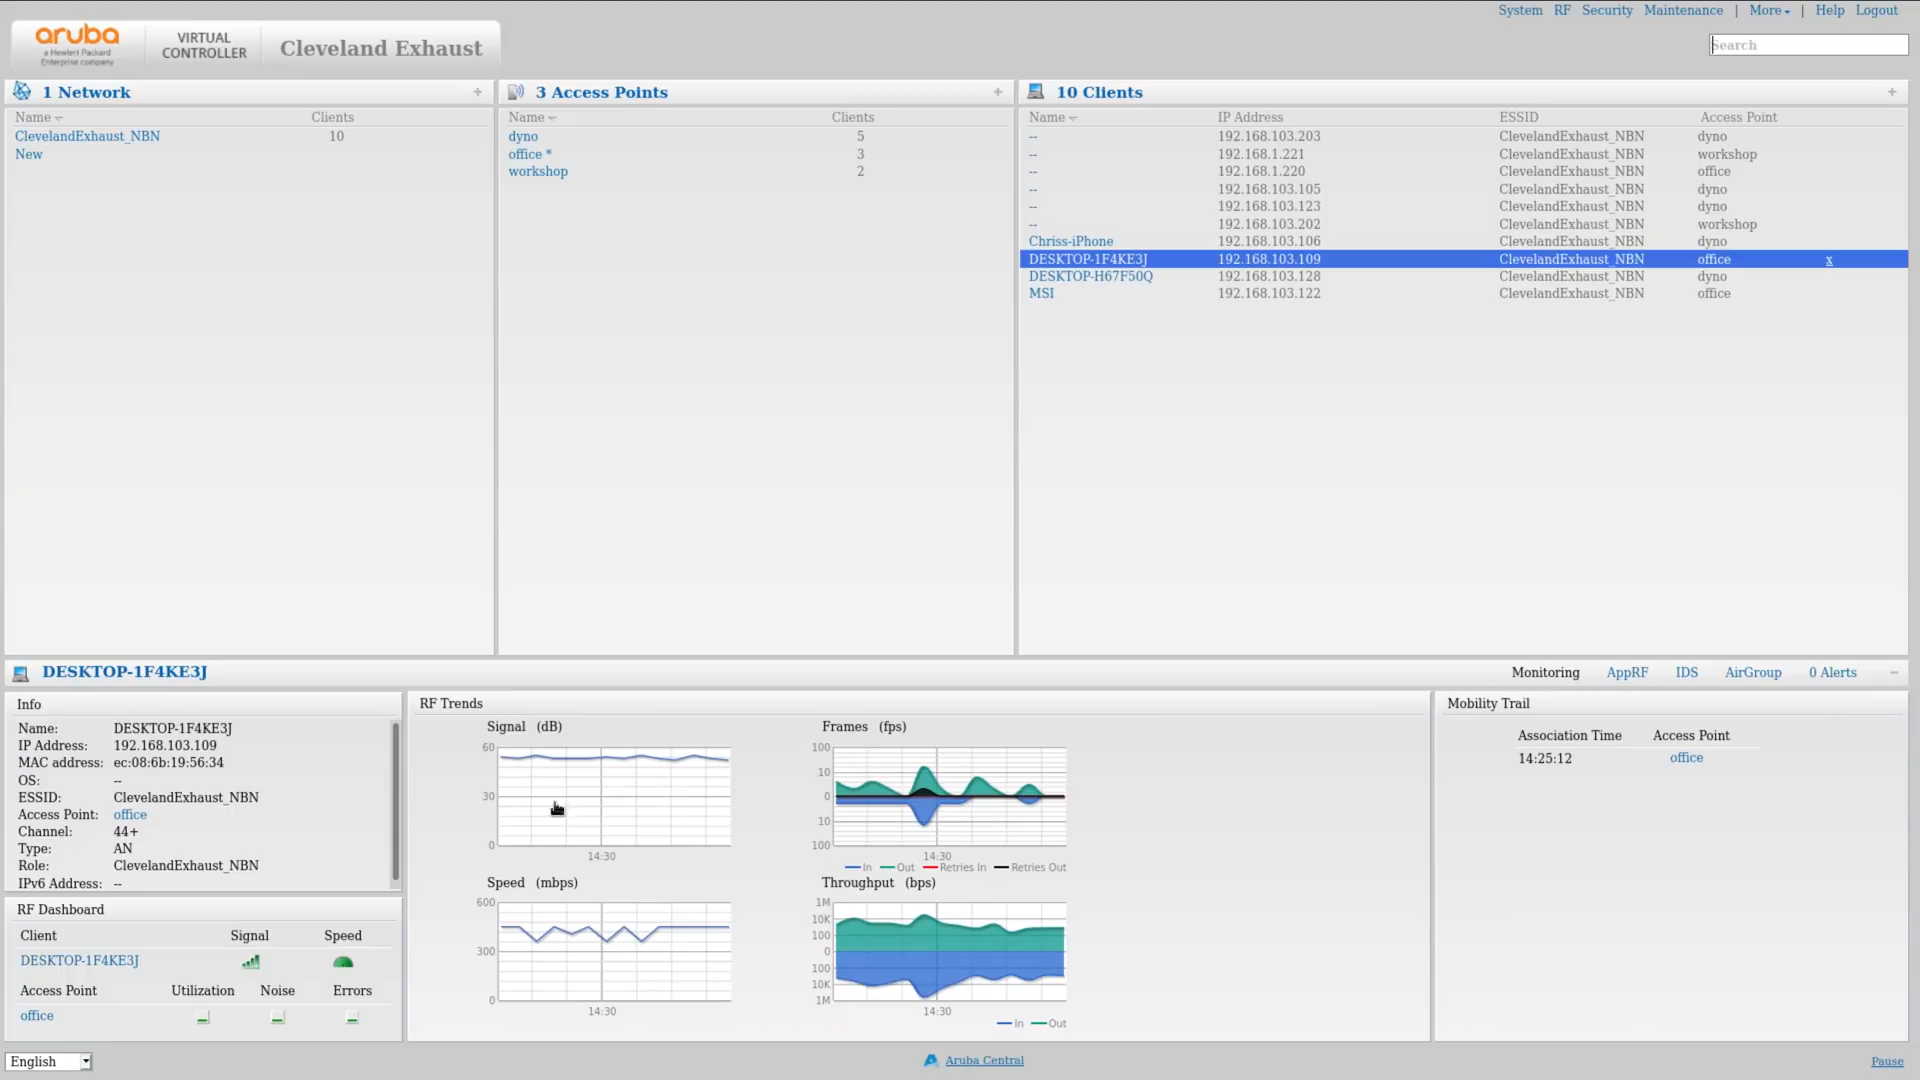 System RF Security Maintenance | More | Help Logout
aruba
a Hewlett Packard
Enterprise company
VIRTUAL
CONTROLLER
Cleveland Exhaust
Search
1 Network +
Name Clients
ClevelandExhaust_NBN 10
New
3 Access Points +
Name Clients
dyno 5
office * 3
workshop 2
10 Clients +
Name IP Address ESSID Access Point
-- 192.168.103.203 ClevelandExhaust_NBN dyno
-- 192.168.1.221 ClevelandExhaust_NBN workshop
-- 192.168.1.220 ClevelandExhaust_NBN office
-- 192.168.103.105 ClevelandExhaust_NBN dyno
-- 192.168.103.123 ClevelandExhaust_NBN dyno
-- 192.168.103.202 ClevelandExhaust_NBN workshop
Chriss-iPhone 192.168.103.106 ClevelandExhaust_NBN dyno
DESKTOP-1F4KE3J 192.168.103.109 ClevelandExhaust_NBN office x
DESKTOP-H67F50Q 192.168.103.128 ClevelandExhaust_NBN dyno
MSI 192.168.103.122 ClevelandExhaust_NBN office
DESKTOP-1F4KE3J
Monitoring AppRF IDS AirGroup 0 Alerts
Info
Name: DESKTOP-1F4KE3J
IP Address: 192.168.103.109
MAC address: ec:08:6b:19:56:34
OS: --
ESSID: ClevelandExhaust_NBN
Access Point: office
Channel: 44+
Type: AN
Role: ClevelandExhaust_NBN
IPv6 Address: --
RF Dashboard
Client Signal Speed
DESKTOP-1F4KE3J
Access Point Utilization Noise Errors
office
RF Trends
Signal (dB)
60
30
0
14:30
Frames (fps)
100
10
0
10
100
14:30
In Out Retries In Retries Out
Speed (mbps)
600
300
0
14:30
Throughput (bps)
1M
10K
100
0
100
10K
1M
14:30
In Out
Mobility Trail
Association Time Access Point
14:25:12 office
English
Aruba Central
Pause